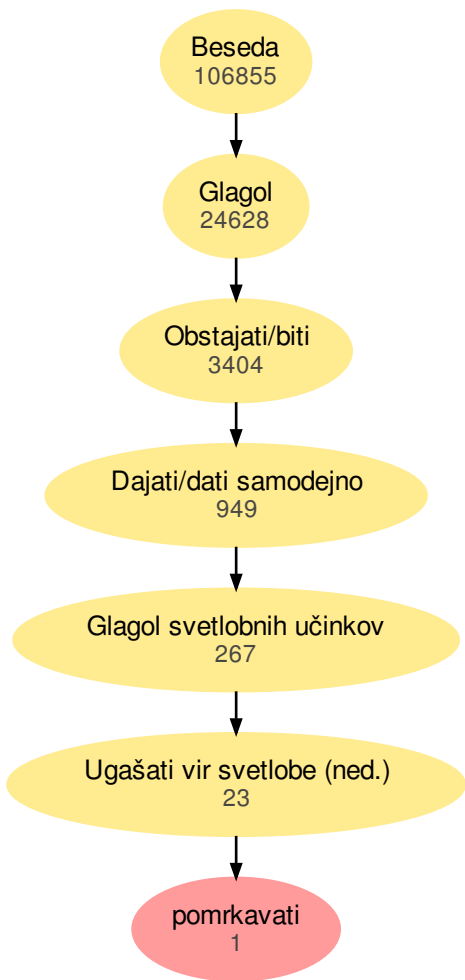 Beseda
106855
Glagol
24628
Obstajati/biti
3404
Dajati/dati samodejno
949
Glagol svetlobnih učinkov
267
Ugašati vir svetlobe (ned.)
23
pomrkavati
1